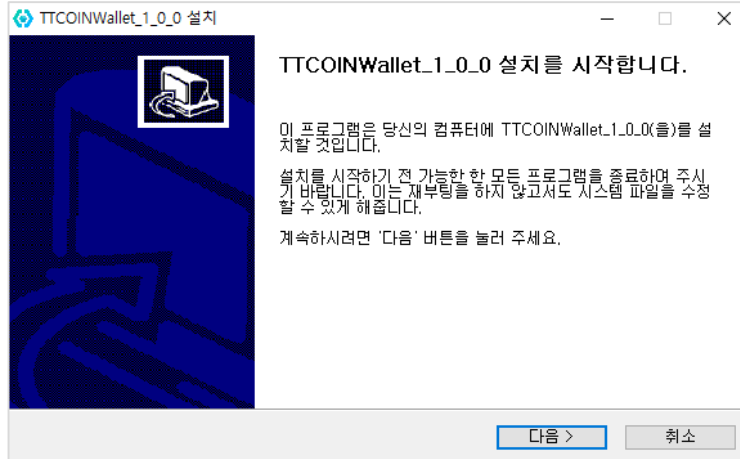 TTCOINWallet_1_0_0 설치
TTCOINWallet_1_0_0 설치를 시작합니다.
이 프로그램은 당신의 컴퓨터에 TTCOINWallet_1_0_0(을)를 설
치할 것입니다.
설치를 시작하기 전 가능한 한 모든 프로그램을 종료하여 주시
기 바랍니다. 이는 재부팅을 하지 않고서도 시스템 파일을 수정
할 수 있게 해줍니다.
계속하시려면 '다음' 버튼을 눌러 주세요.
다음 >
취소